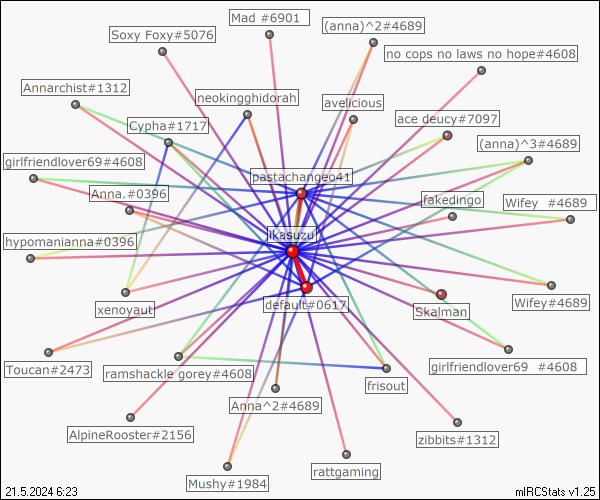 Mad #6901
(anna)^2#4689
Soxy Foxy#5076
no cops no laws no hope#4608
Annarchist#1312
neokingghidorah
avelicious
Cypha#1717
ace deucy#7097
(anna)^3#4689
girlfriendlover69#4608
pastachangeo41
Anna.#0396
fakedingo
Wifey _#4689
jikasuzu
hypomanianna#0396
default#0617
xenoyaut
Skalman
Wifey#4689
Toucan#2473
ramshackle gorey#4608
girlfriendlover69 _#4608
frisout
Anna^2#4689
AlpineRooster#2156
zibbits#1312
rattgaming
Mushy#1984
21.5.2024 6:23
mIRCStats v1.25